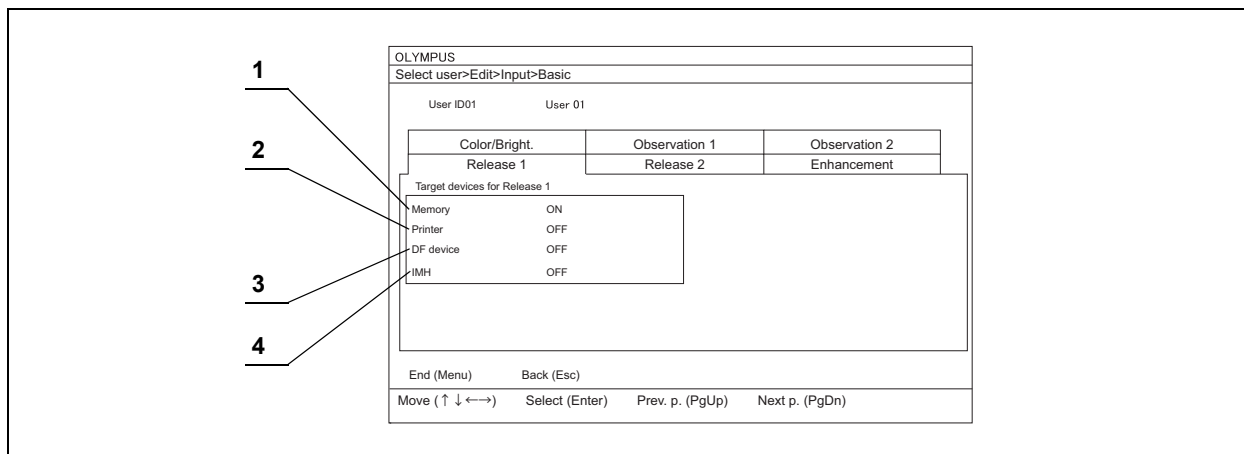 OLYMPUS
Select user>Edit>Input>Basic
User ID01 User 01
Color/Bright. Observation 1 Observation 2
Release 1 Release 2 Enhancement
Target devices for Release 1
1
Memory ON
2
Printer OFF
3
DF device OFF
4
IMH OFF
End (Menu) Back (Esc)
Move (↑↓←→) Select (Enter) Prev. p. (PgUp) Next p. (PgDn)